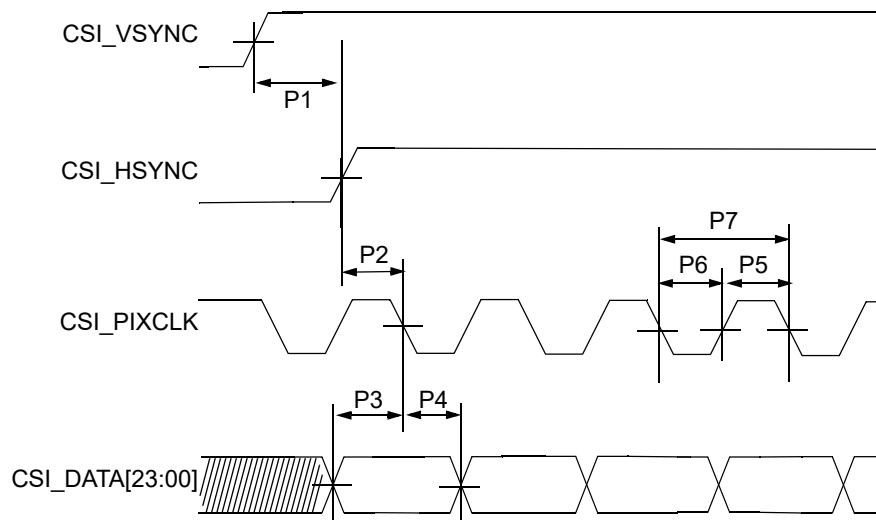 CSI_VSYNC
P1
CSI_HSYNC
P7
P2
P6
P5
CSI_PIXCLK
P3
P4
CSI_DATA[23:00]